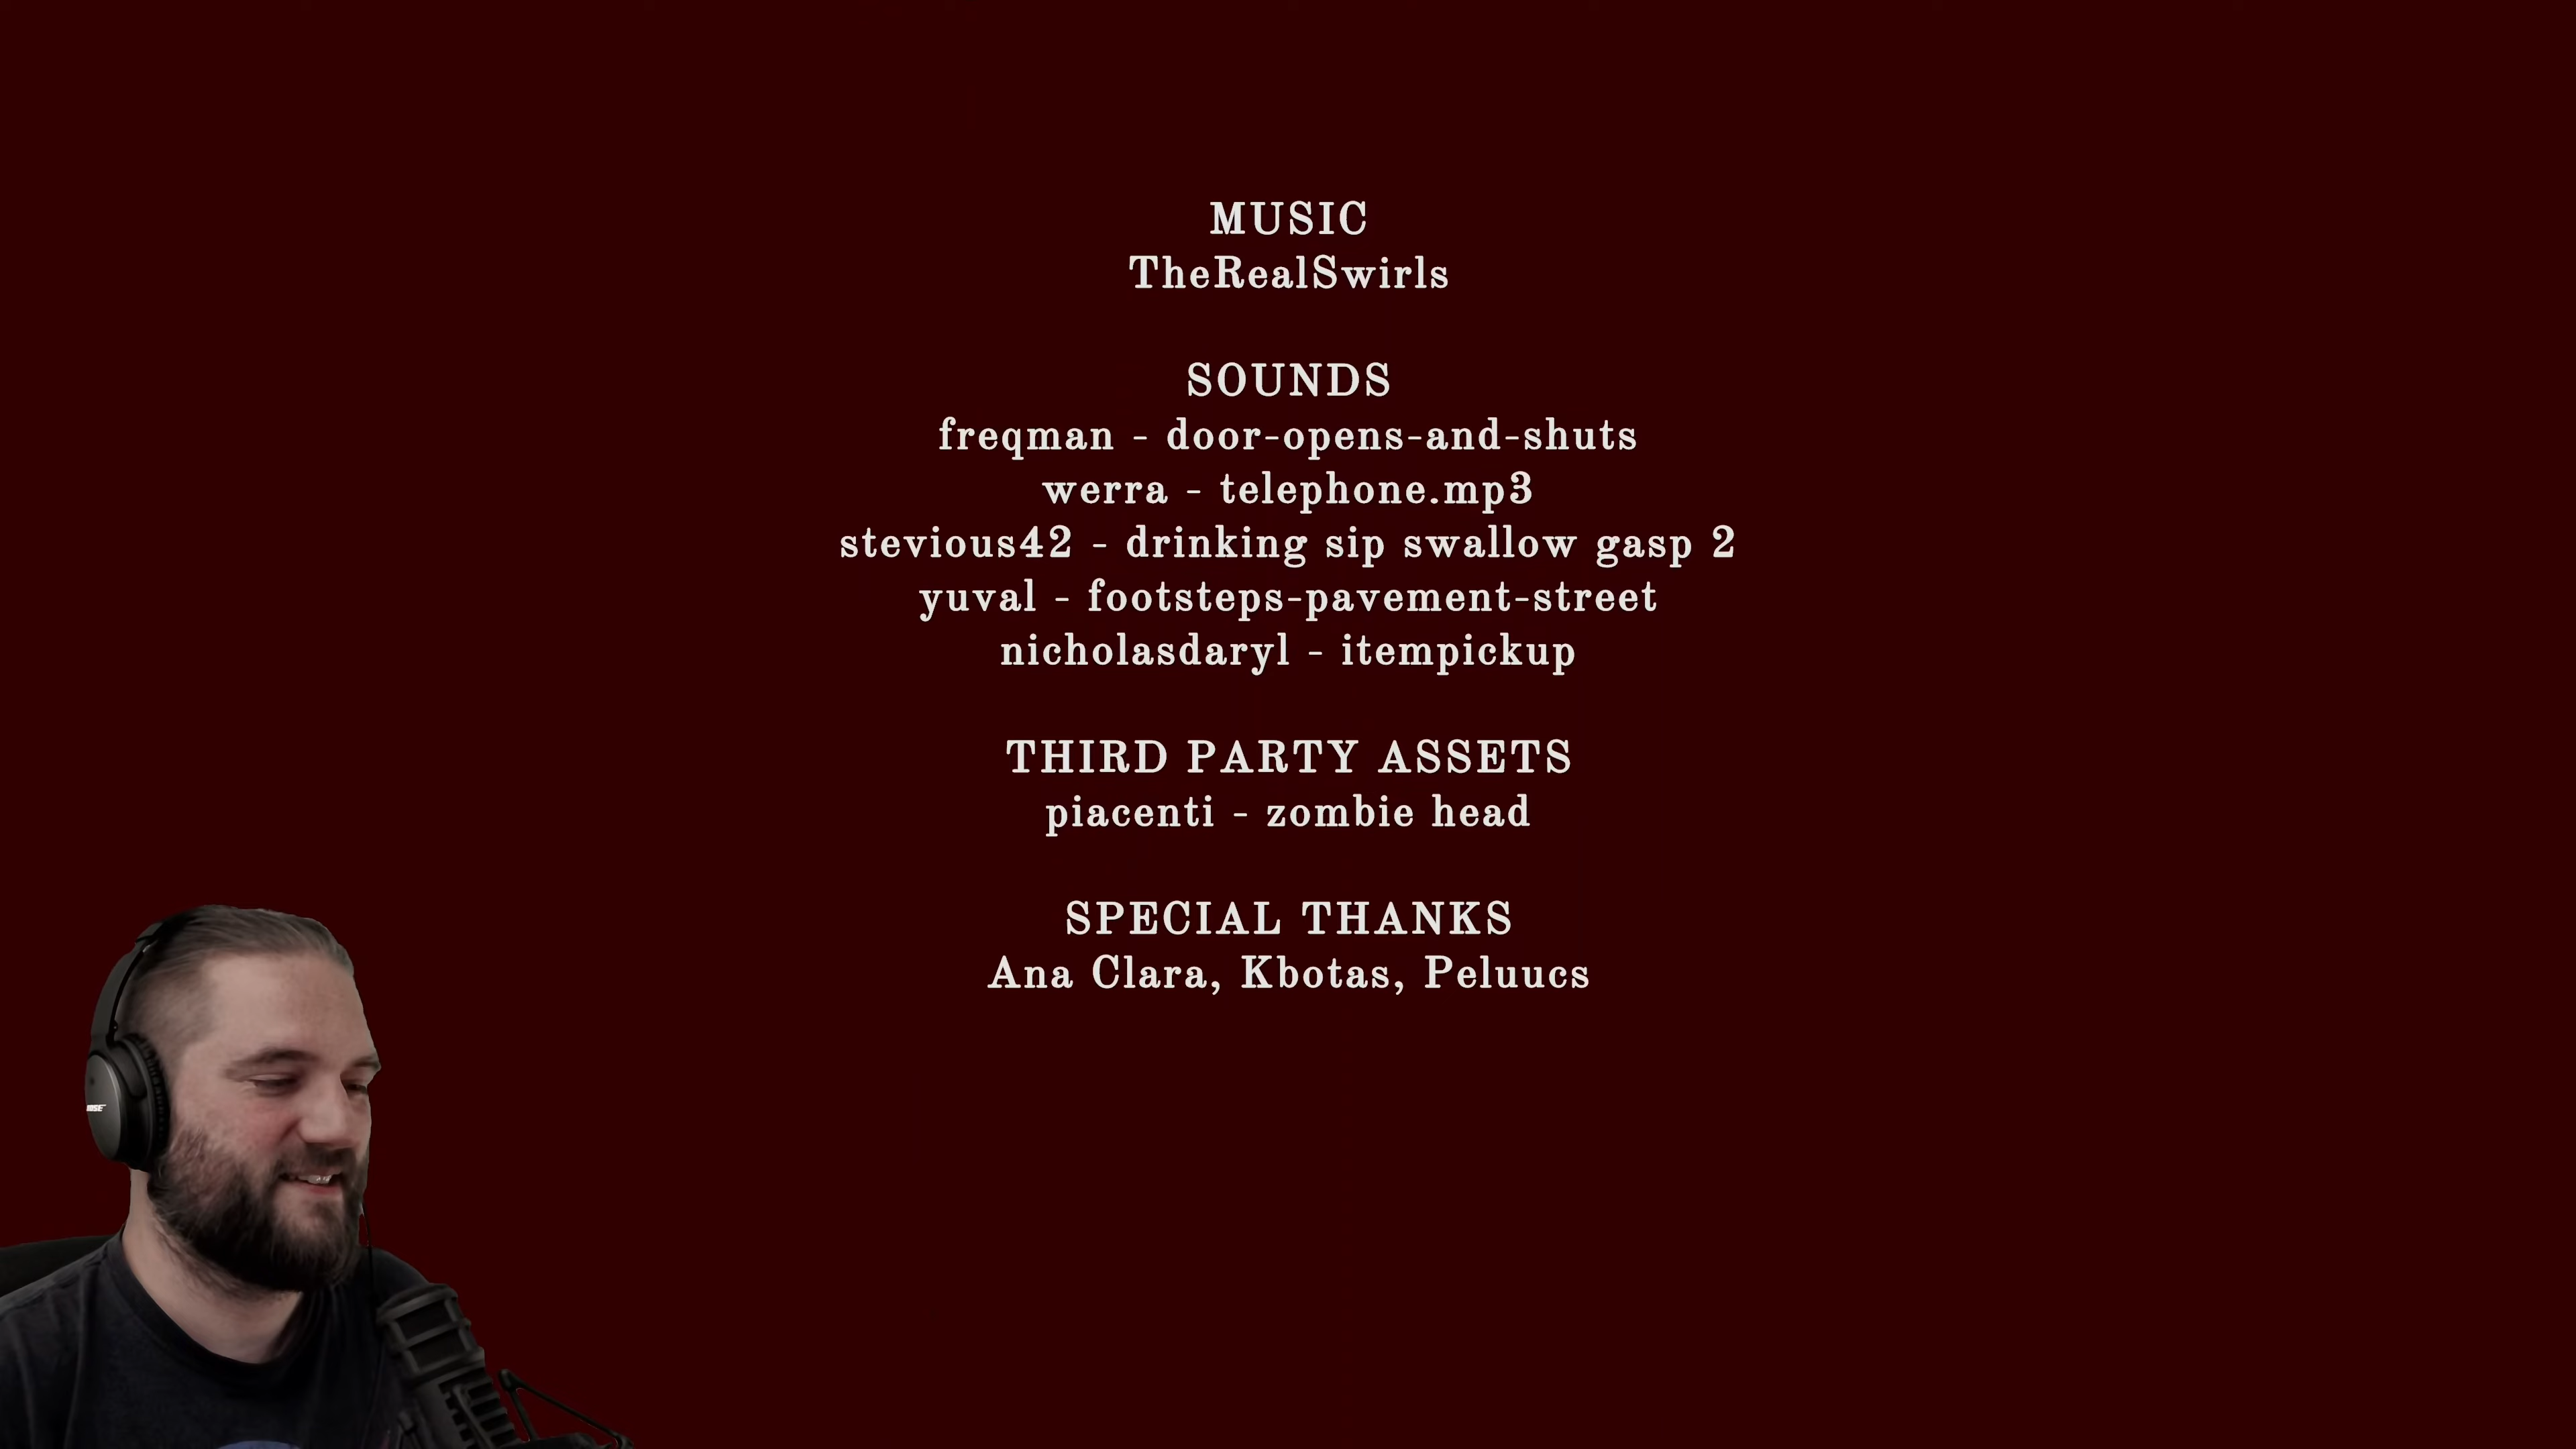 MUSIC
TheRealSwirls
SOUNDS
freqman - door-opens-and-shuts
werra - telephone.mp3
stevious42 - drinking sip swallow gasp 2
yuval - footsteps-pavement-street
nicholasdaryl - itempickup
THIRD PARTY ASSETS
piacenti - zombie head
SPECIAL THANKS
Ana Clara, Kbotas, Peluucs
BOSE